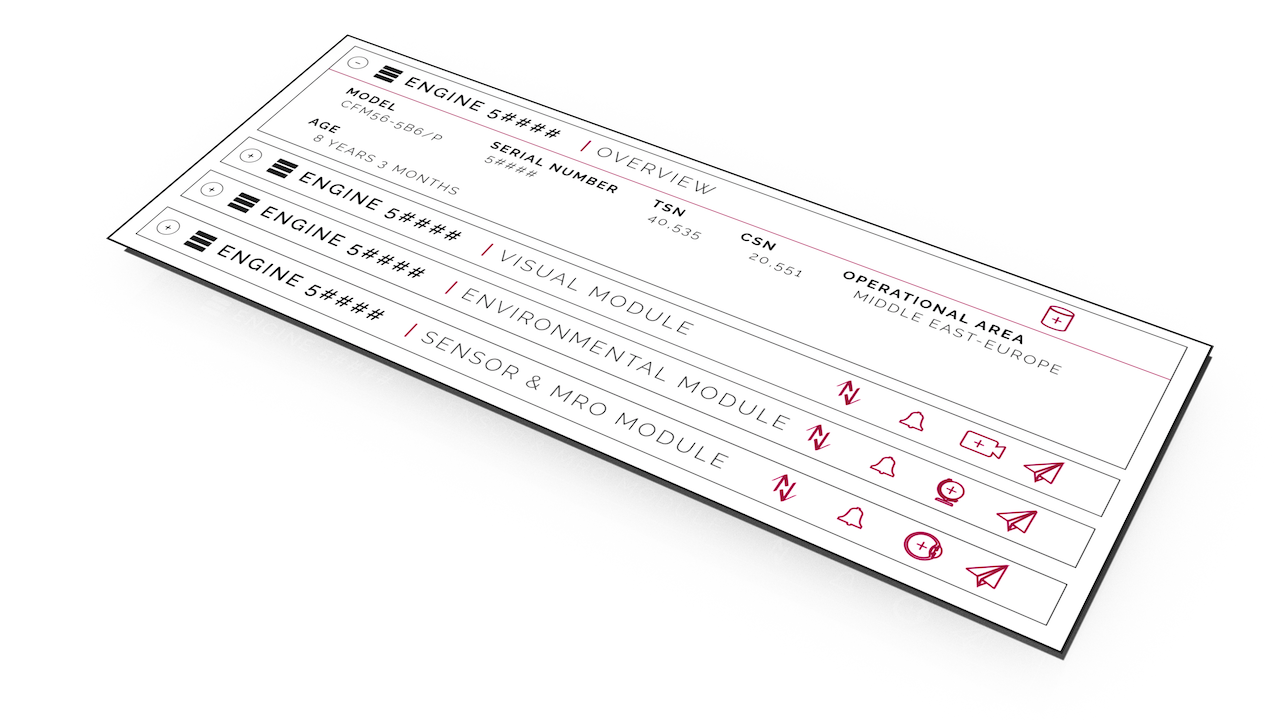 ENGINE 5#### | OVERVIEW
MODEL
CFM56-5B6/P
AGE
8 YEARS 3 MONTHS
SERIAL NUMBER
5####
TSN
40.535
CSN
20.551
OPERATIONAL AREA
MIDDLE EAST-EUROPE
ENGINE 5#### | VISUAL MODULE
ENGINE 5#### | ENVIRONMENTAL MODULE
ENGINE 5#### | SENSOR & MRO MODULE